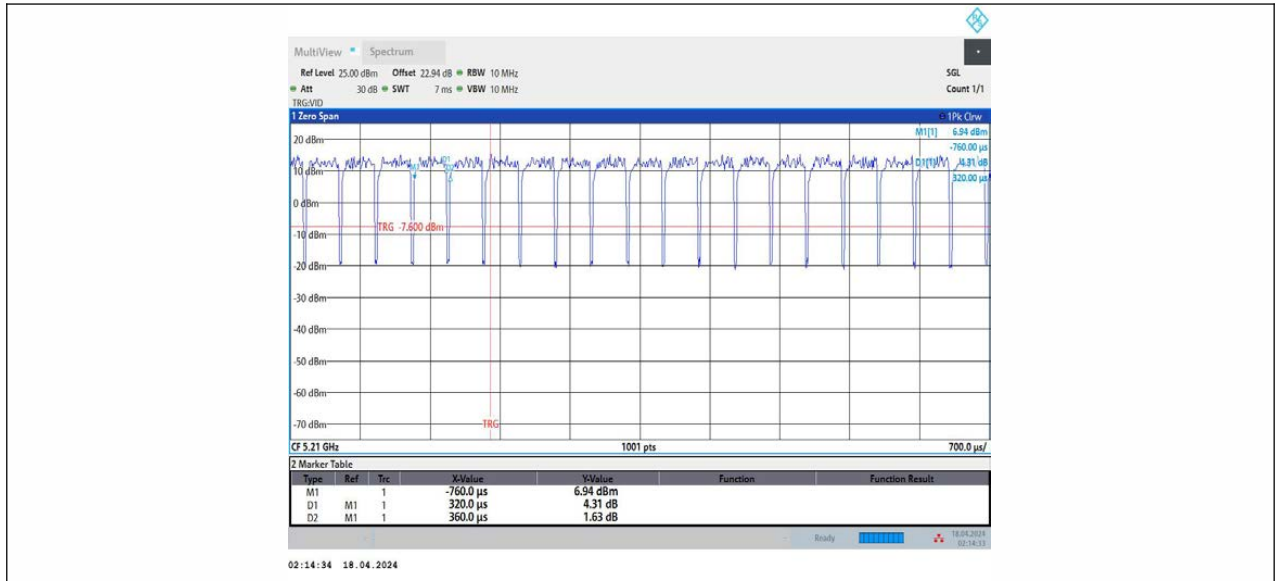 MultiView Spectrum
Ref Level 25.00 dBm Offset 22.94 dB RBW 10 MHz SGL
Att 30 dB SWT 7 ms VBW 10 MHz Count 1/1
TRG:VID
1 Zero Span 1Pk Clrw
M1[1] 6.94 dBm
-760.00 µs
20 dBm
D1[1] 4.31 dB
320.00 µs
M1 D1
10 dBm
0 dBm
TRG -7.600 dBm
-10 dBm
-20 dBm
-30 dBm
-40 dBm
-50 dBm
-60 dBm
-70 dBm
TRG
CF 5.21 GHz 1001 pts 700.0 µs/
2 Marker Table
Type Ref Trc X-Value Y-Value Function Function Result
M1 1 -760.0 µs 6.94 dBm
D1 M1 1 320.0 µs 4.31 dB
D2 M1 1 360.0 µs 1.63 dB
Ready 18.04.2024
02:14:33
02:14:34 18.04.2024